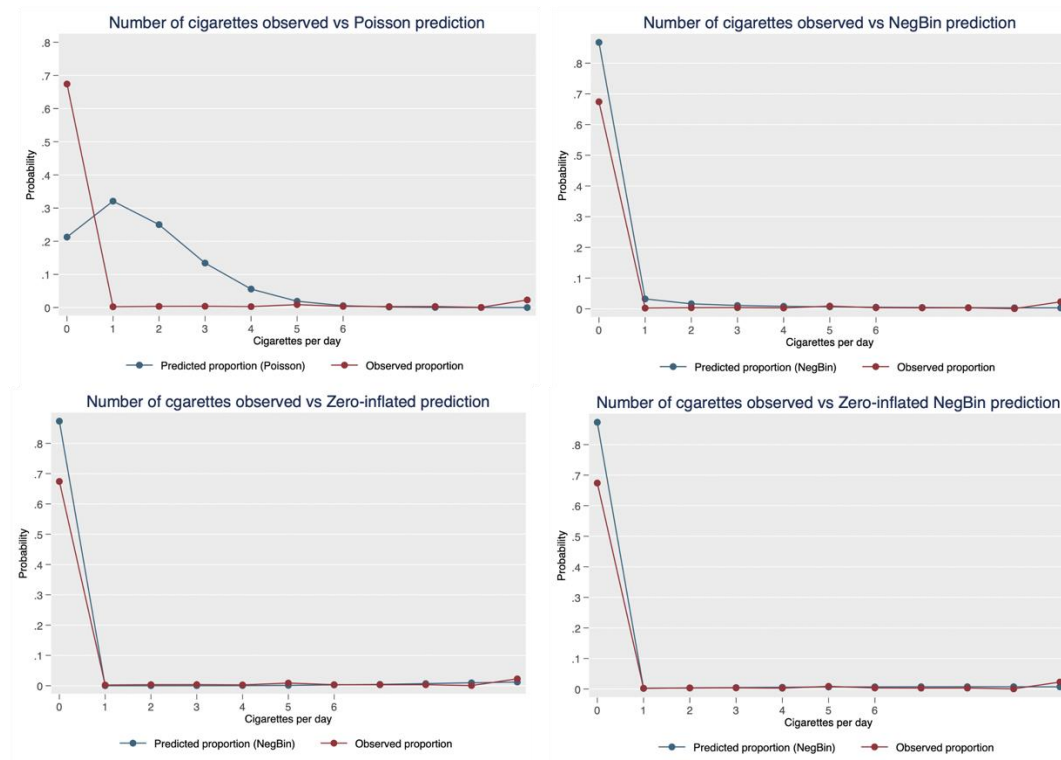 Number of cigarettes observed vs Poisson prediction
.8
.7
.6
.5
.4
.3
.2
.1
0
Probability
0 1 2 3 4 5 6
Cigarettes per day
Predicted proportion (Poisson) Observed proportion
Number of cigarettes observed vs NegBin prediction
.8
.7
.6
.5
.4
.3
.2
.1
0
Probability
0 1 2 3 4 5 6
Cigarettes per day
Predicted proportion (NegBin) Observed proportion
Number of cgarettes observed vs Zero-inflated prediction
.8
.7
.6
.5
.4
.3
.2
.1
0
Probability
0 1 2 3 4 5 6
Cigarettes per day
Predicted proportion (NegBin) Observed proportion
Number of cgarettes observed vs Zero-inflated NegBin prediction
.8
.7
.6
.5
.4
.3
.2
.1
0
Probability
0 1 2 3 4 5 6
Cigarettes per day
Predicted proportion (NegBin) Observed proportion